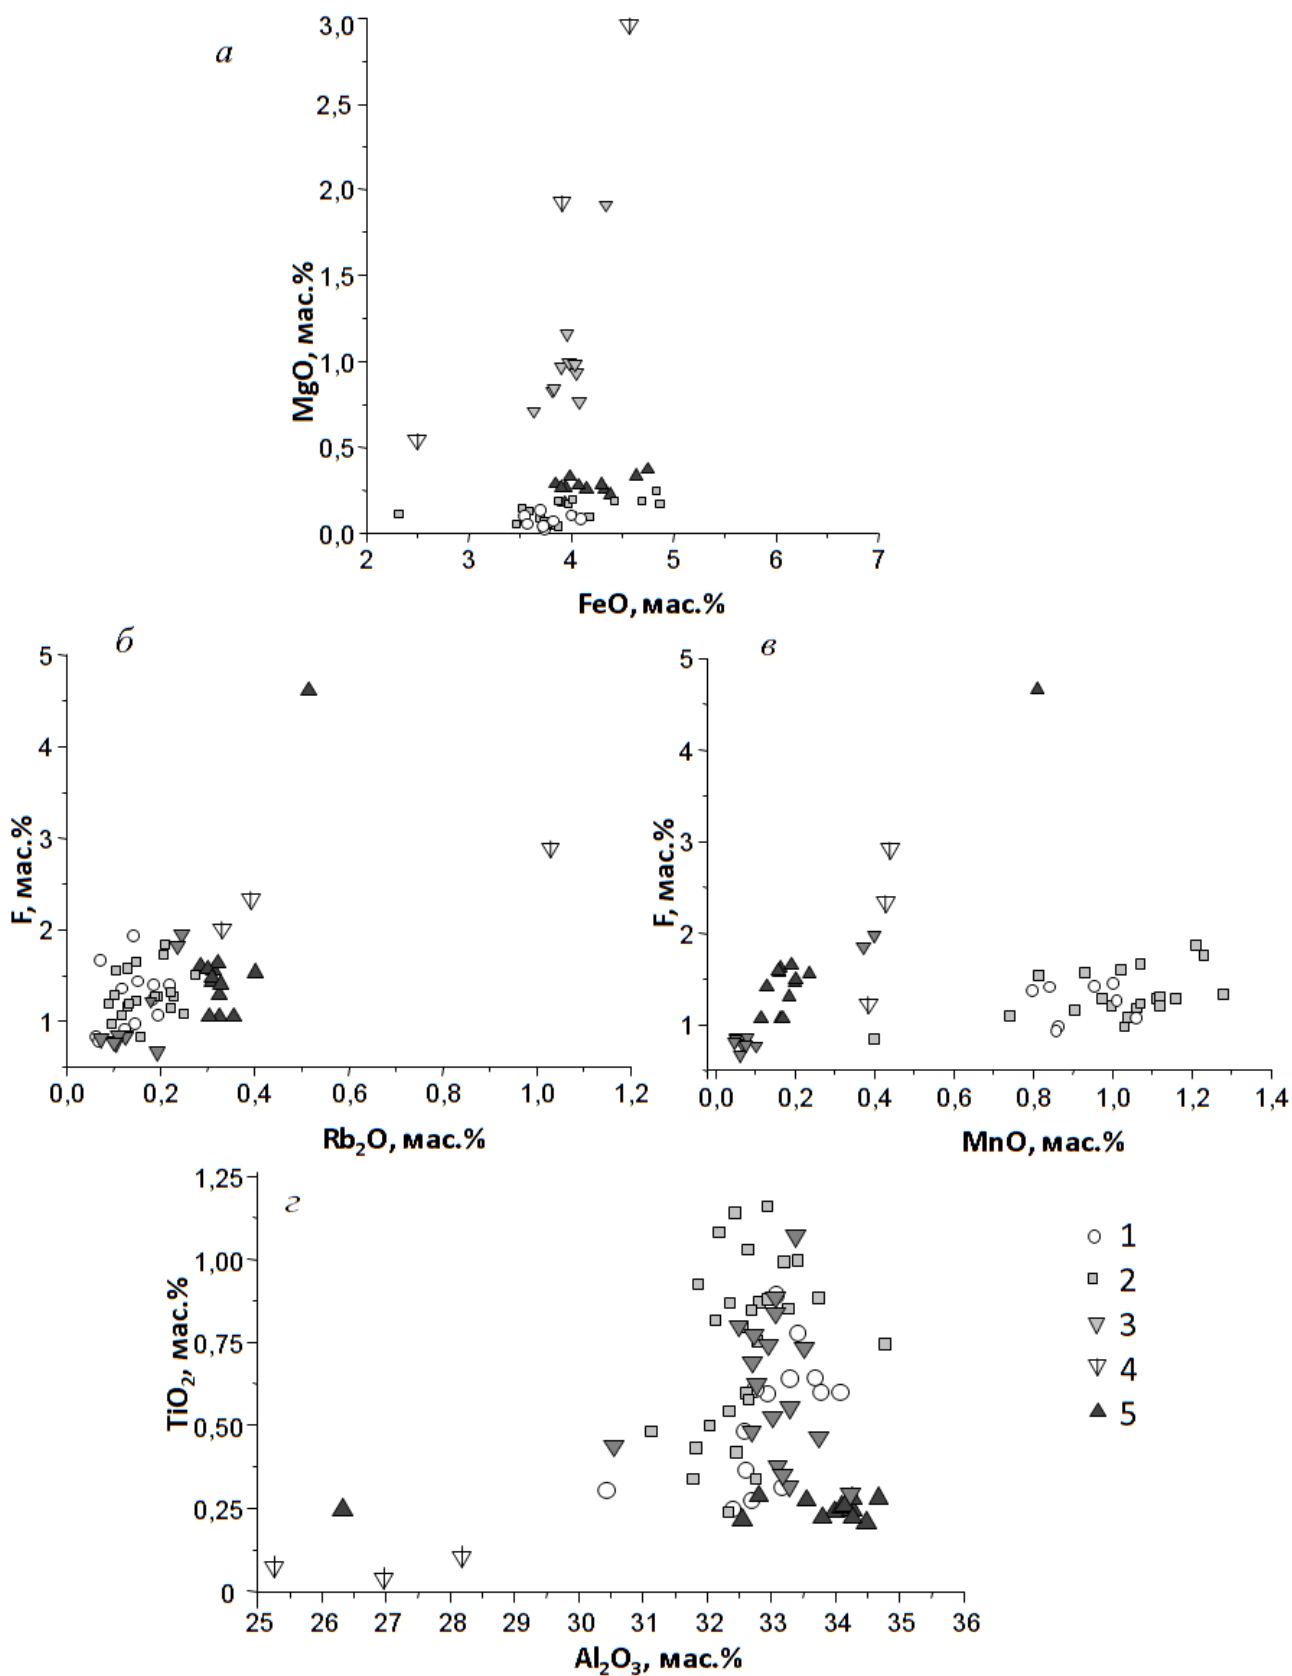 а
3,0
2,5
2,0
1,5
1,0
0,5
0,0
MgO, мас.%
2 3 4 5 6 7
FeO, мас.%
б
5
4
3
2
1
F, мас.%
0,0 0,2 0,4 0,6 0,8 1,0 1,2
Rb₂O, мас.%
в
5
4
3
2
1
F, мас.%
0,0 0,2 0,4 0,6 0,8 1,0 1,2 1,4
MnO, мас.%
г
1,25
1,00
0,75
0,50
0,25
0
TiO₂, мас.%
25 26 27 28 29 30 31 32 33 34 35 36
Al₂O₃, мас.%
1
2
3
4
5